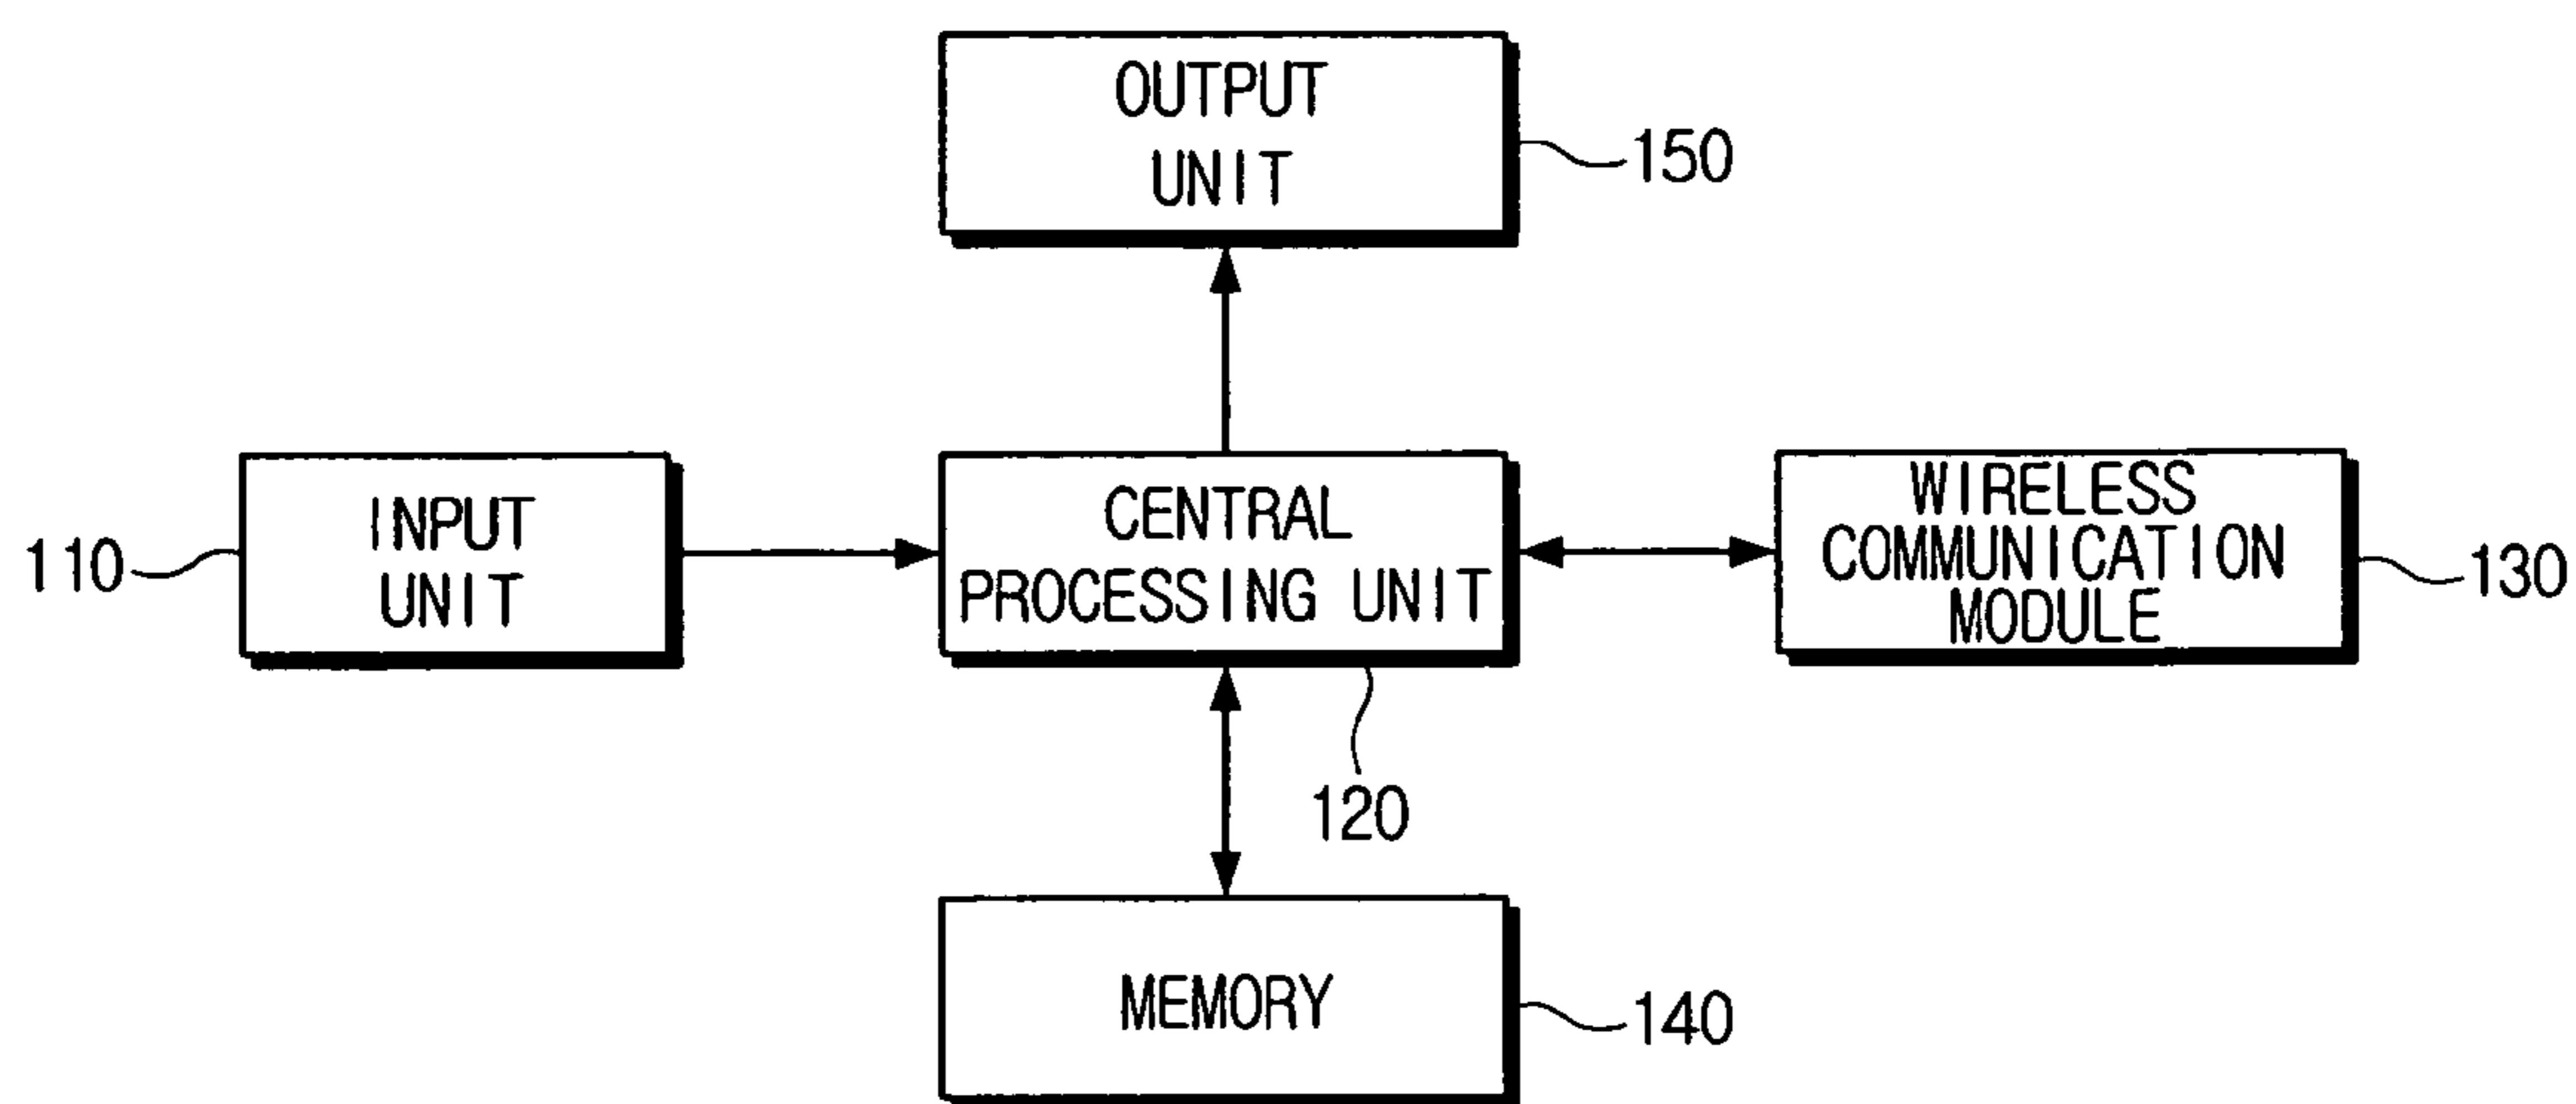 OUTPUT
UNIT
150
INPUT
UNIT
110
CENTRAL
PROCESSING UNIT
120
WIRELESS
COMMUNICATION
MODULE
130
MEMORY
140